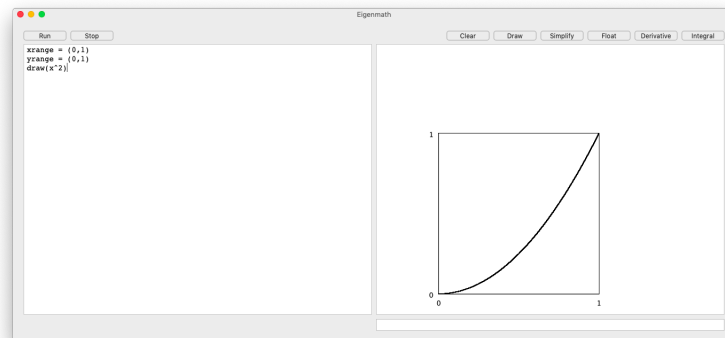 Eigenmath
Run Stop Clear Draw Simplify Float Derivative Integral
xrange = (0,1)
yrange = (0,1)
draw(x^2)
1
0
0 1